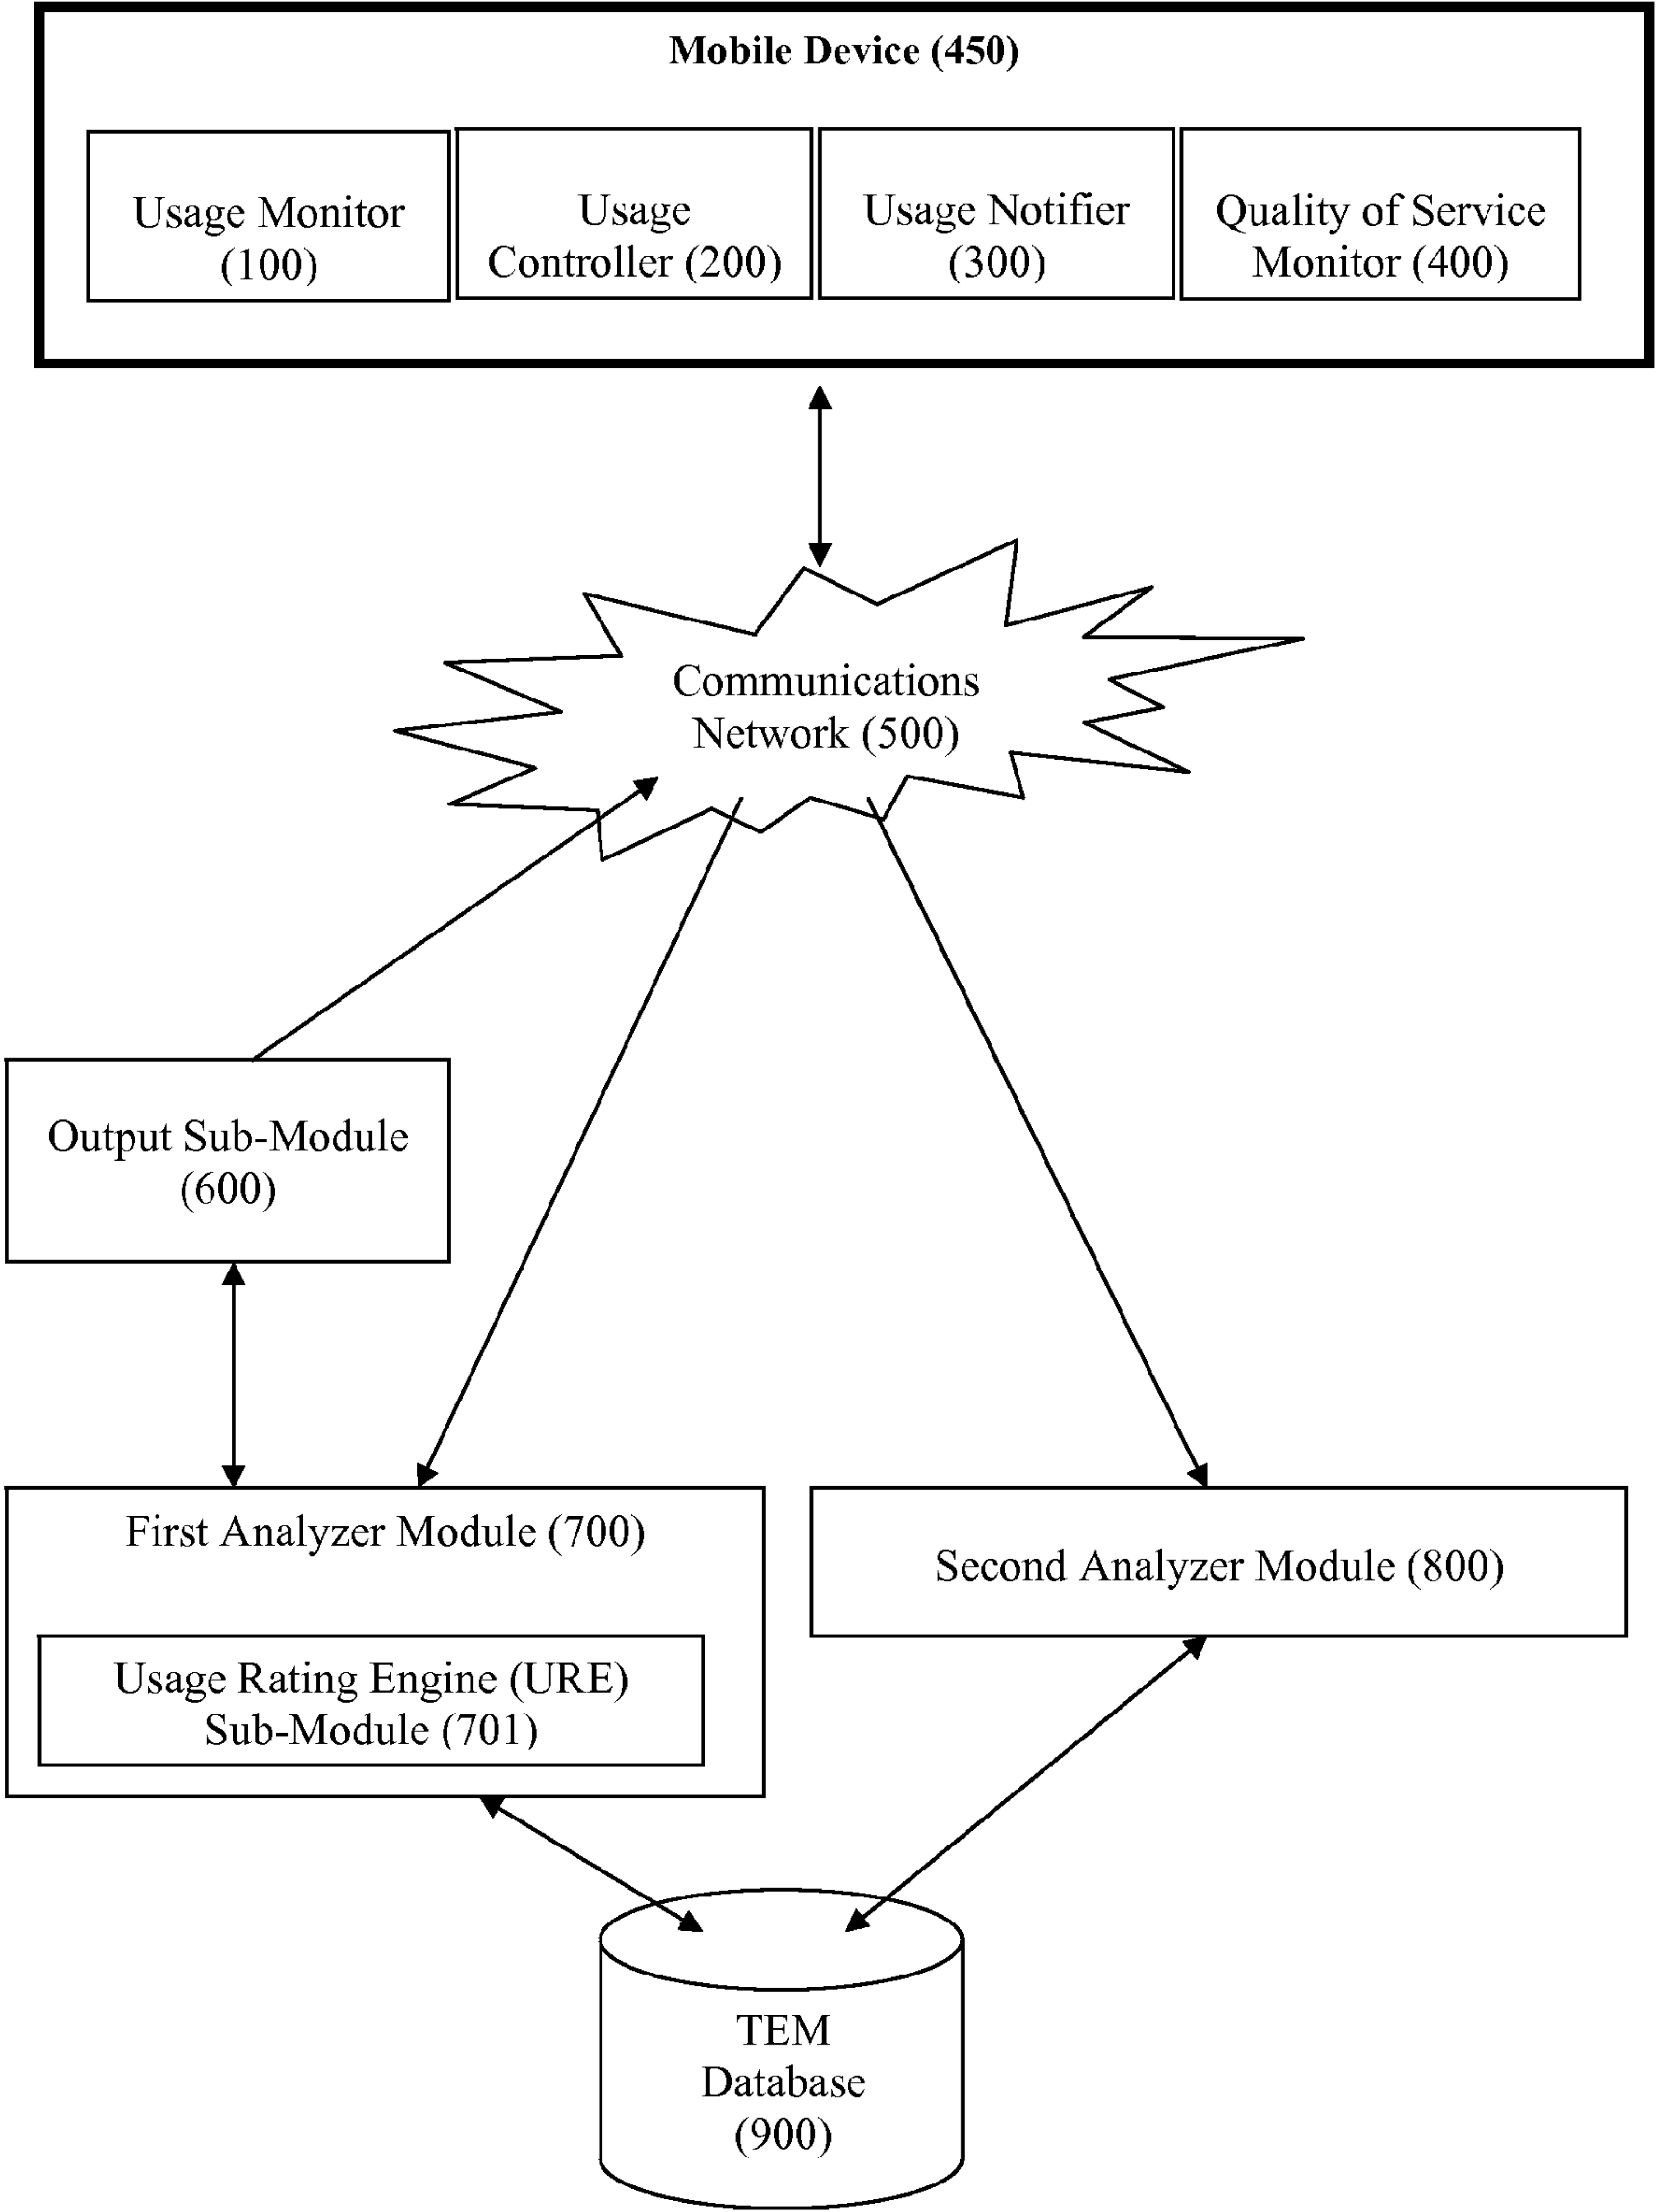 Mobile Device (450)
Usage Monitor
(100)
Usage
Controller (200)
Usage Notifier
(300)
Quality of Service
Monitor (400)
Communications
Network (500)
Output Sub-Module
(600)
First Analyzer Module (700)
Usage Rating Engine (URE)
Sub-Module (701)
Second Analyzer Module (800)
TEM
Database
(900)